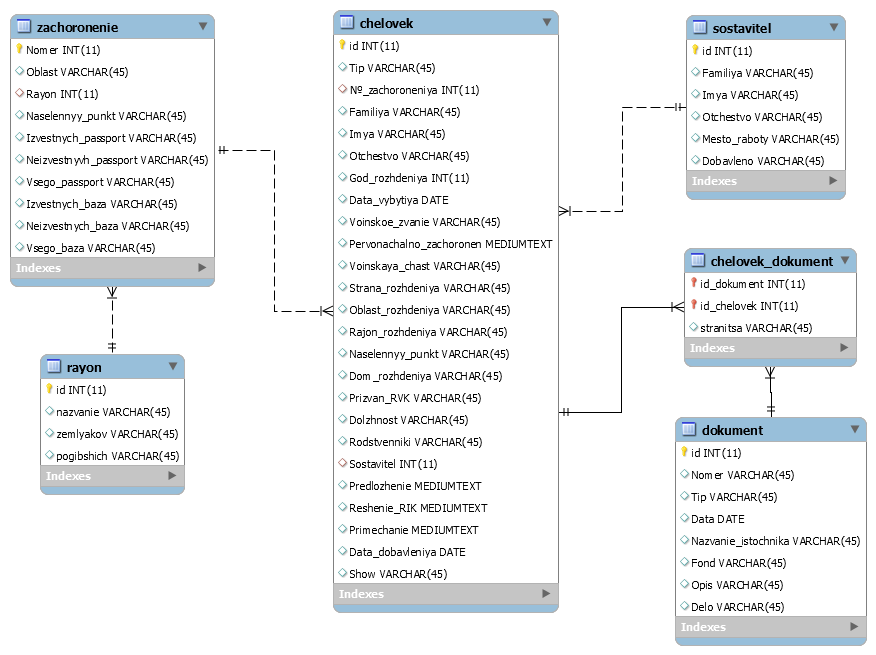 zachoronenie
Nomer INT(11)
Oblast VARCHAR(45)
Rayon INT(11)
Naselennyy_punkt VARCHAR(45)
Izvestnych_passport VARCHAR(45)
Neizvestnyvh_passport VARCHAR(45)
Vsego_passport VARCHAR(45)
Izvestnych_baza VARCHAR(45)
Neizvestnych_baza VARCHAR(45)
Vsego_baza VARCHAR(45)
Indexes
rayon
id INT(11)
nazvanie VARCHAR(45)
zemlyakov VARCHAR(45)
pogibshich VARCHAR(45)
Indexes
chelovek
id INT(11)
Tip VARCHAR(45)
Nº_zachoroneniya INT(11)
Familiya VARCHAR(45)
Imya VARCHAR(45)
Otchestvo VARCHAR(45)
God_rozhdeniya INT(11)
Data_vybytiya DATE
Voinskoe_zvanie VARCHAR(45)
Pervonachalno_zachoronen MEDIUMTEXT
Voinskaya_chast VARCHAR(45)
Strana_rozhdeniya VARCHAR(45)
Oblast_rozhdeniya VARCHAR(45)
Rajon_rozhdeniya VARCHAR(45)
Naselennyy_punkt VARCHAR(45)
Dom_rozhdeniya VARCHAR(45)
Prizvan_RVK VARCHAR(45)
Dolzhnost VARCHAR(45)
Rodstvenniki VARCHAR(45)
Sostavitel INT(11)
Predlozhenie MEDIUMTEXT
Reshenie_RIK MEDIUMTEXT
Primechanie MEDIUMTEXT
Data_dobavleniya DATE
Show VARCHAR(45)
Indexes
sostavitel
id INT(11)
Familiya VARCHAR(45)
Imya VARCHAR(45)
Otchestvo VARCHAR(45)
Mesto_raboty VARCHAR(45)
Dobavleno VARCHAR(45)
Indexes
chelovek_dokument
id_dokument INT(11)
id_chelovek INT(11)
stranitsa VARCHAR(45)
Indexes
dokument
id INT(11)
Nomer VARCHAR(45)
Tip VARCHAR(45)
Data DATE
Nazvanie_istochnika VARCHAR(45)
Fond VARCHAR(45)
Opis VARCHAR(45)
Delo VARCHAR(45)
Indexes